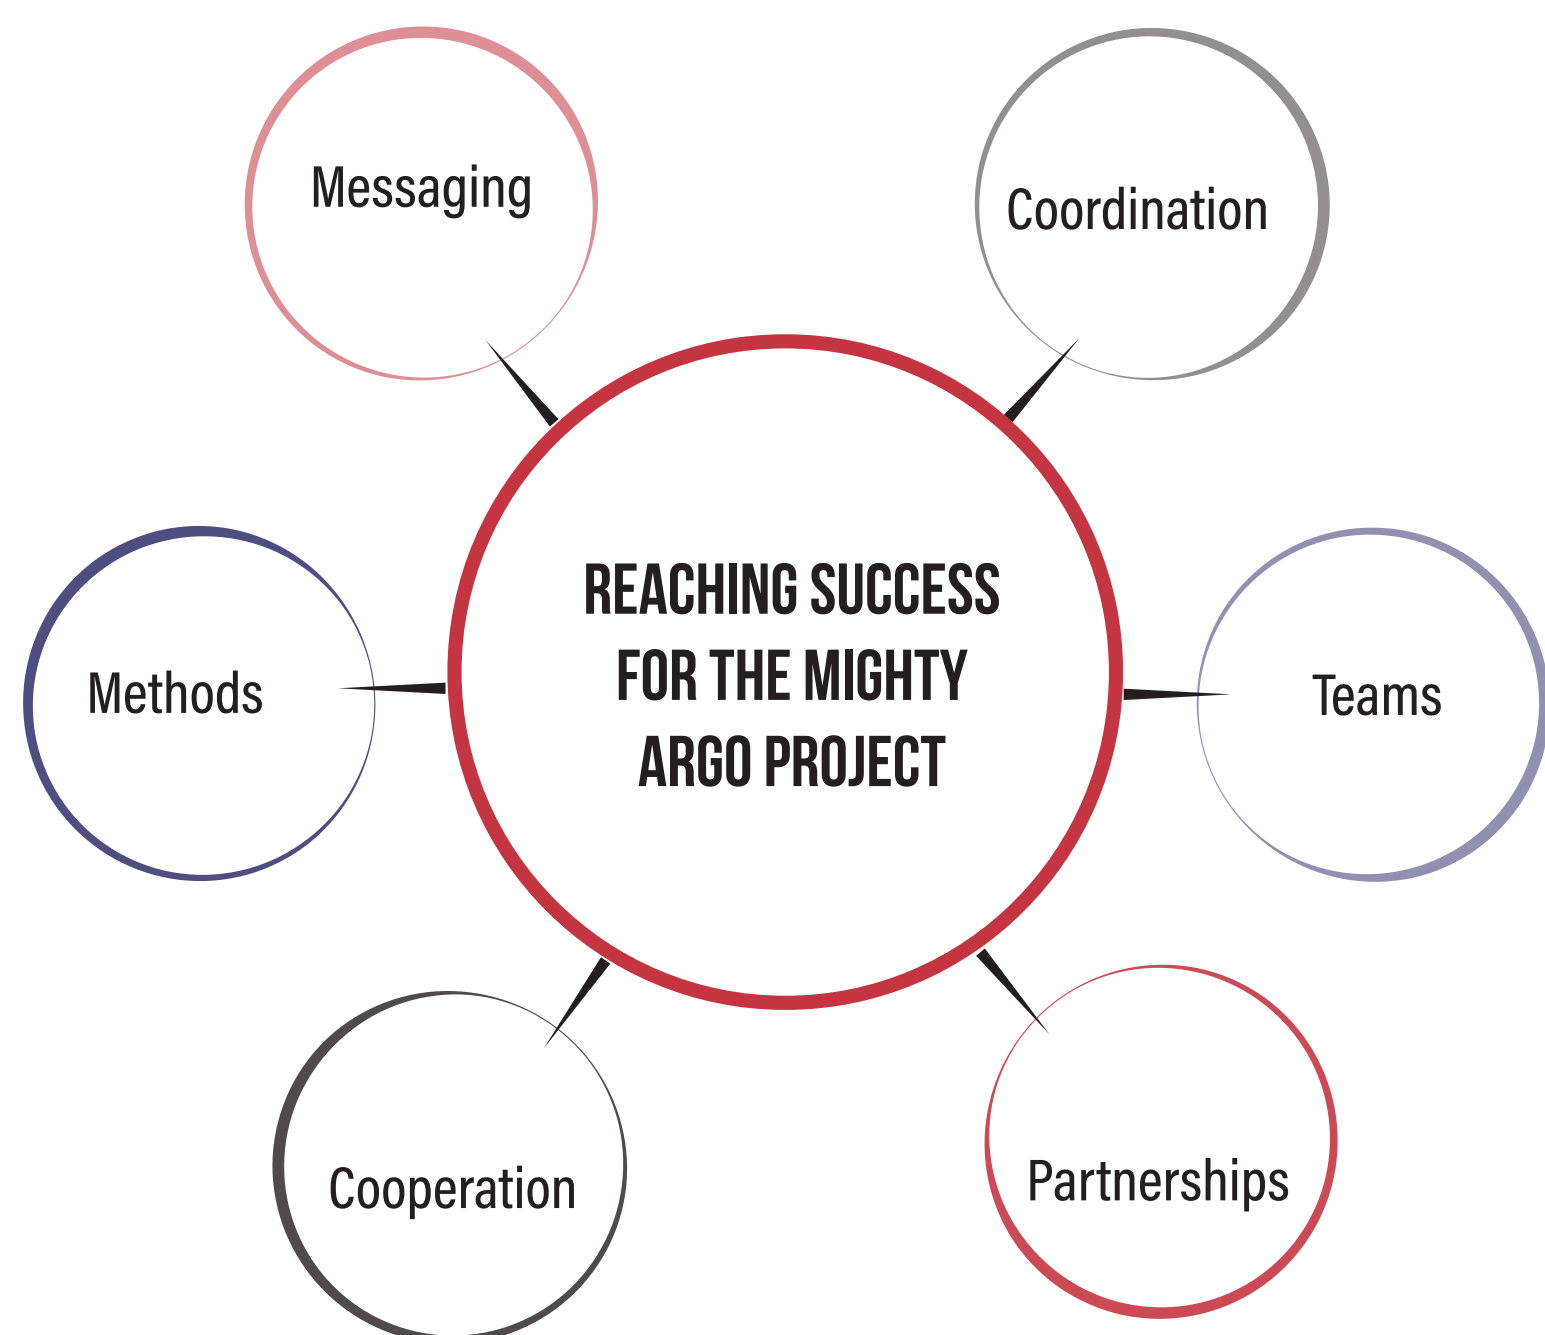 Messaging
Coordination
REACHING SUCCESS
FOR THE MIGHTY
ARGO PROJECT
Methods
Teams
Cooperation
Partnerships